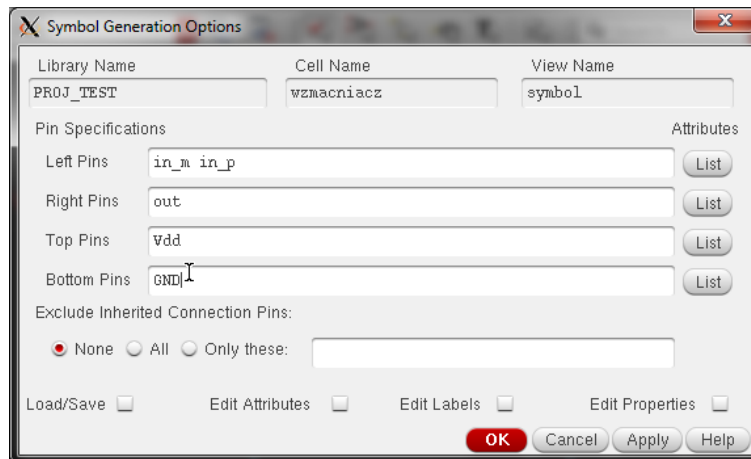 Symbol Generation Options
Library Name Cell Name View Name
PROJ_TEST wzmacniacz symbol
Pin Specifications Attributes
Left Pins in_m in_p List
Right Pins out List
Top Pins Vdd List
Bottom Pins GND List
Exclude Inherited Connection Pins:
None All Only these:
Load/Save Edit Attributes Edit Labels Edit Properties
OK Cancel Apply Help